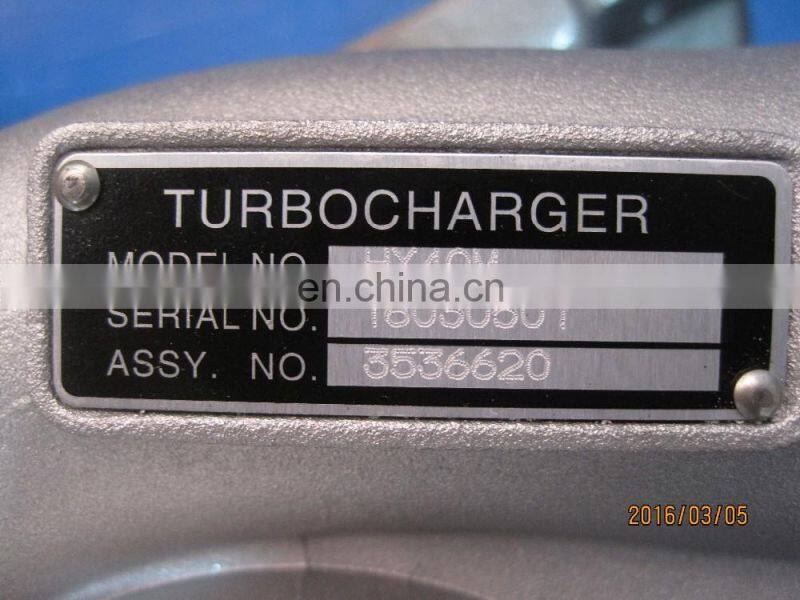 TURBOCHARGER
MODEL NO.
en.china.cn
SERIAL NO.
ASSY. NO. 3536620
2016/03/05